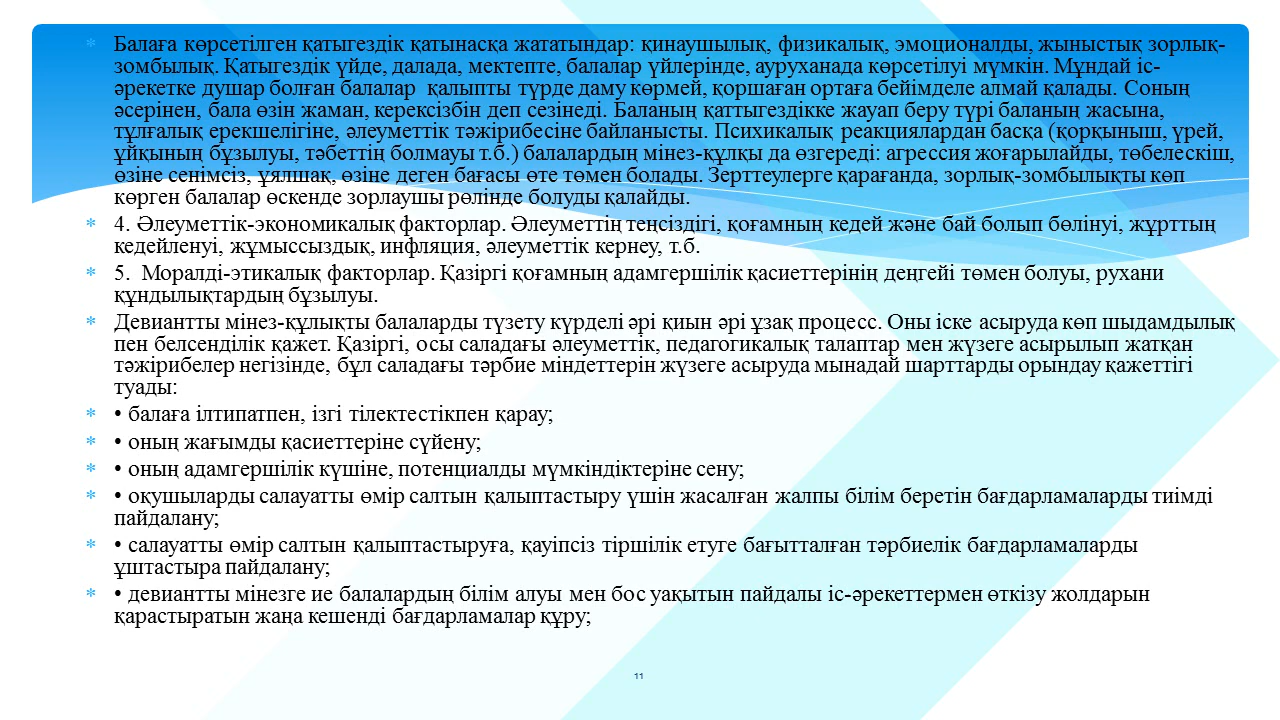 * Балаға көрсетілген қатыгездік қатынасқа жататындар: қинаушылық, физикалық, эмоционалды, жыныстық зорлық-
зомбылық. Қатыгездік үйде, далада, мектепте, балалар үйлерінде, ауруханада көрсетілуі мүмкін. Мұндай іс-
әрекетке душар болған балалар  қалыпты түрде даму көрмей, қоршаған ортаға бейімделе алмай қалады. Соның
әсерінен, бала өзін жаман, керексізбін деп сезінеді. Баланың қаттыгездікке жауап беру түрі баланың жасына,
тұлғалық ерекшелігіне, әлеуметтік тәжірибесіне байланысты. Психикалық реакциялардан басқа (қорқыныш, үрей,
ұйқының бұзылуы, тәбеттің болмауы т.б.) балалардың мінез-құлқы да өзгереді: агрессия жоғарылайды, төбелескіш,
өзіне сенімсіз, ұялшақ, өзіне деген бағасы өте төмен болады. Зерттеулерге қарағанда, зорлық-зомбылықты көп
көрген балалар өскенде зорлаушы рөлінде болуды қалайды.
* 4. Әлеуметтік-экономикалық факторлар. Әлеуметтің теңсіздігі, қоғамның кедей және бай болып бөлінуі, жұрттың
кедейленуі, жұмыссыздық, инфляция, әлеуметтік кернеу, т.б.
* 5.  Моралді-этикалық факторлар. Қазіргі қоғамның адамгершілік қасиеттерінің деңгейі төмен болуы, рухани
құндылықтардың бұзылуы.
* Девиантты мінез-құлықты балаларды түзету күрделі әрі қиын әрі ұзақ процесс. Оны іске асыруда көп шыдамдылық
пен белсенділік қажет. Қазіргі, осы саладағы әлеуметтік, педагогикалық талаптар мен жүзеге асырылып жатқан
тәжірибелер негізінде, бұл саладағы тәрбие міндеттерін жүзеге асыруда мынадай шарттарды орындау қажеттігі
туады:
* • балаға ілтипатпен, ізгі тілектестікпен қарау;
* • оның жағымды қасиеттеріне сүйену;
* • оның адамгершілік күшіне, потенциалды мүмкіндіктеріне сену;
* • оқушыларды салауатты өмір салтын қалыптастыру үшін жасалған жалпы білім беретін бағдарламаларды тиімді
пайдалану;
* • салауатты өмір салтын қалыптастыруға, қауіпсіз тіршілік етуге бағытталған тәрбиелік бағдарламаларды
ұштастыра пайдалану;
* • девиантты мінезге ие балалардың білім алуы мен бос уақытын пайдалы іс-әрекеттермен өткізу жолдарын
қарастыратын жаңа кешенді бағдарламалар құру;
11